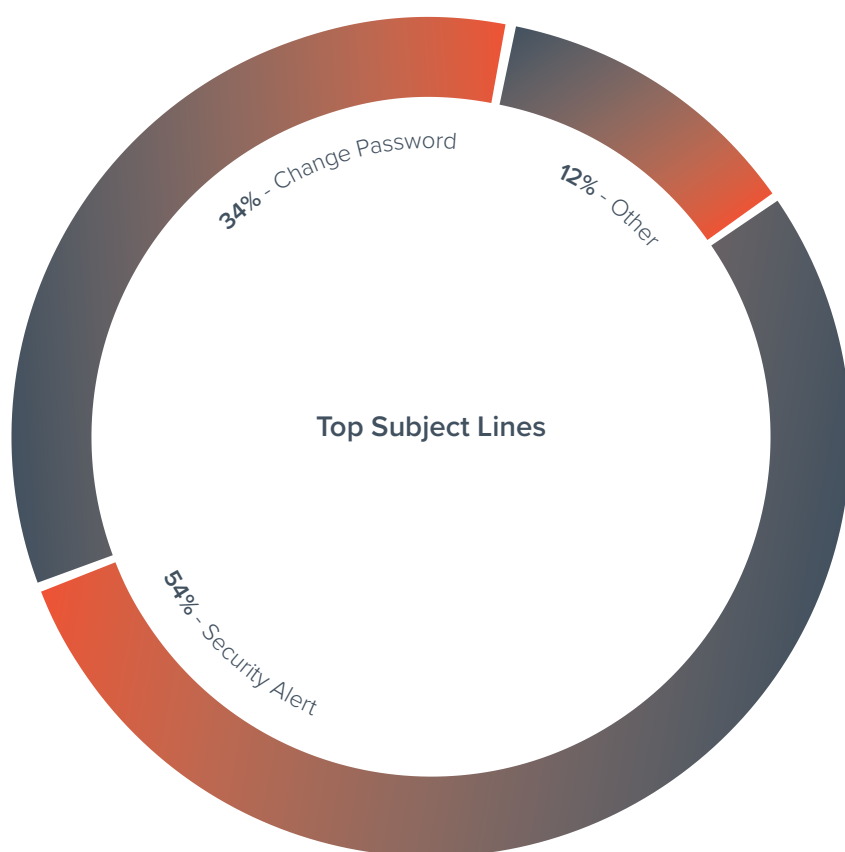 34% - Change Password
12% - Other
Top Subject Lines
54% - Security Alert